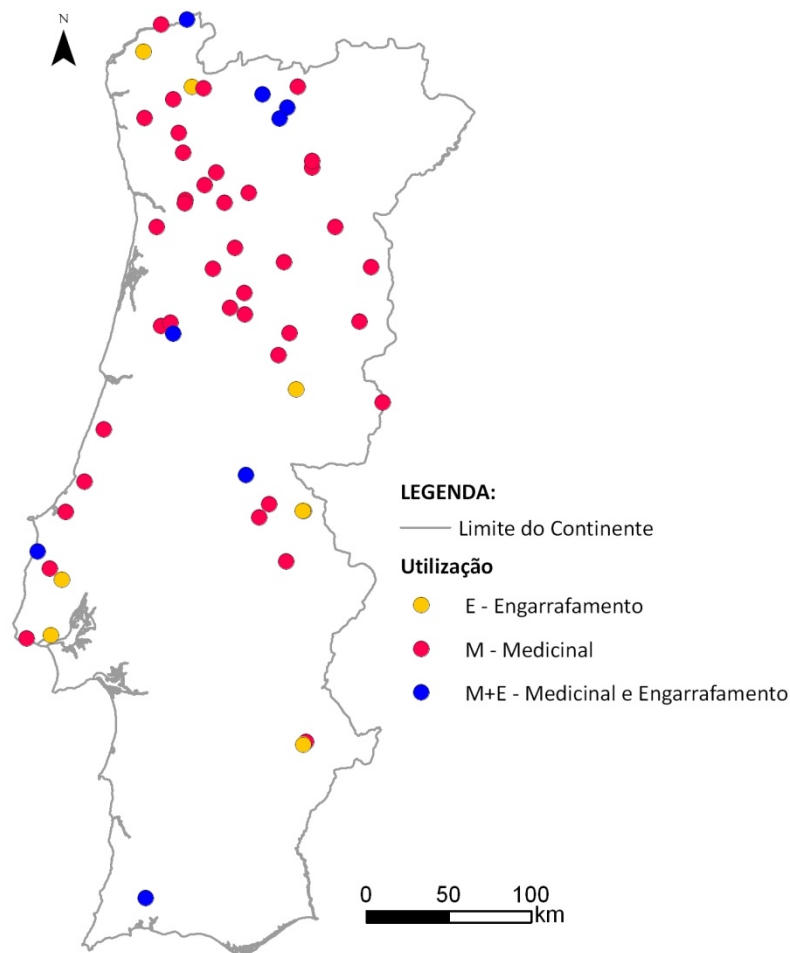 N
LEGENDA:
Limite do Continente
Utilização
E - Engarrafamento
M - Medicinal
M+E - Medicinal e Engarrafamento
0 50 100
km